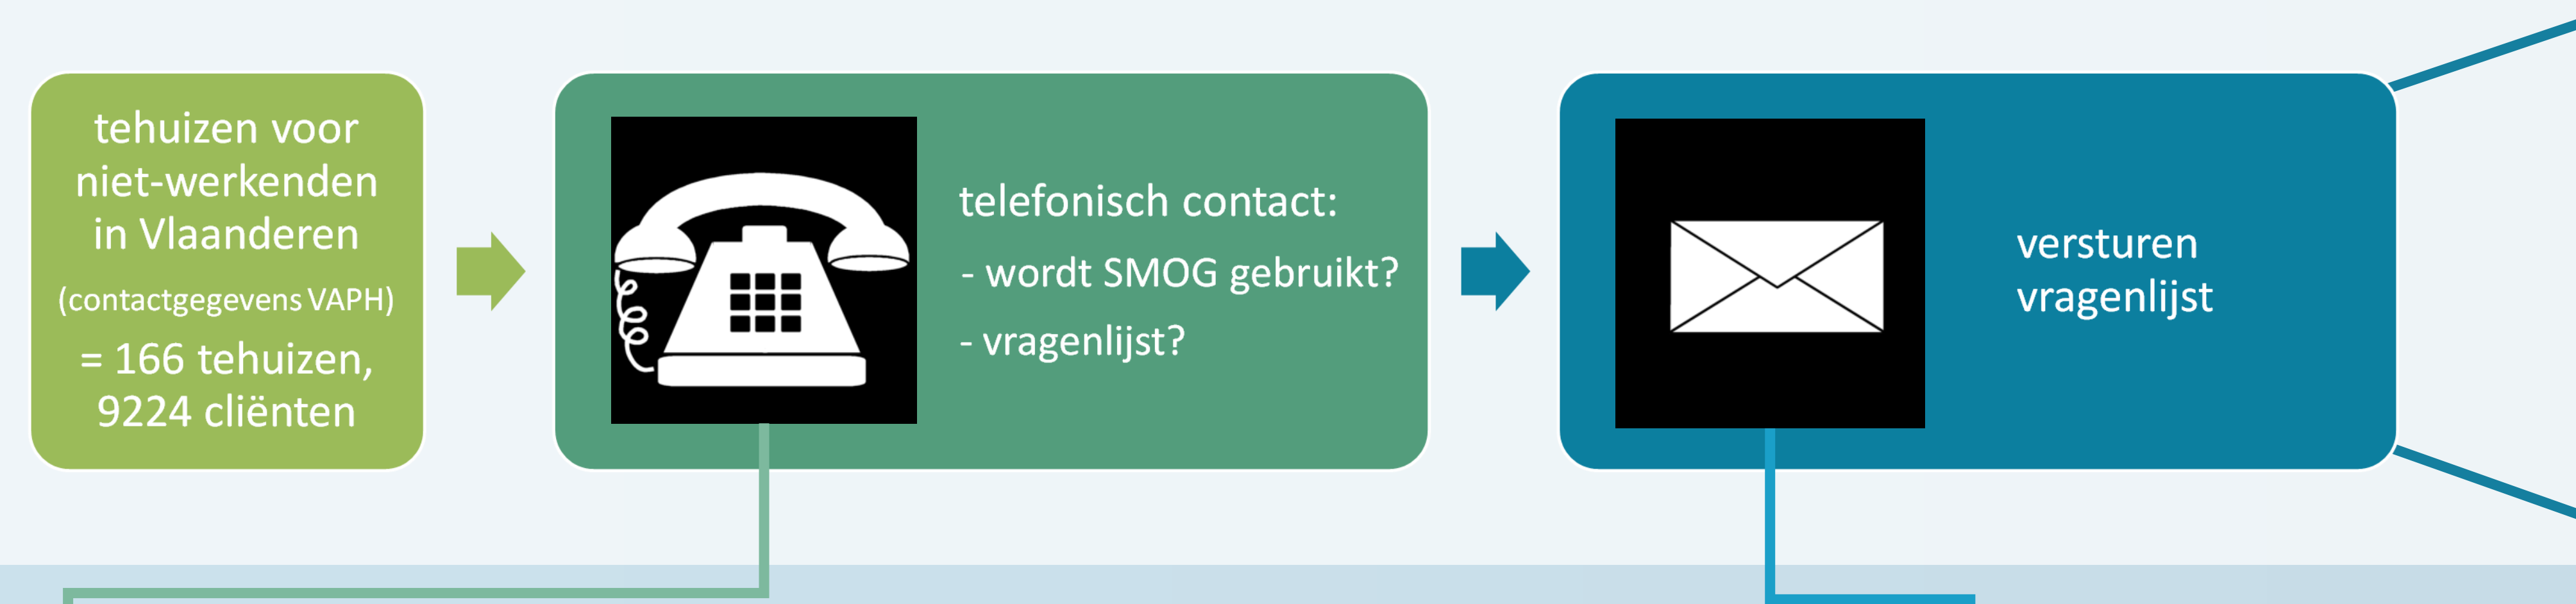 tehuizen voor
niet-werkenden
in Vlaanderen
(contactgegevens VAPH)
= 166 tehuizen,
9224 cliënten
telefonisch contact:
- wordt SMOG gebruikt?
- vragenlijst?
versturen
vragenlijst